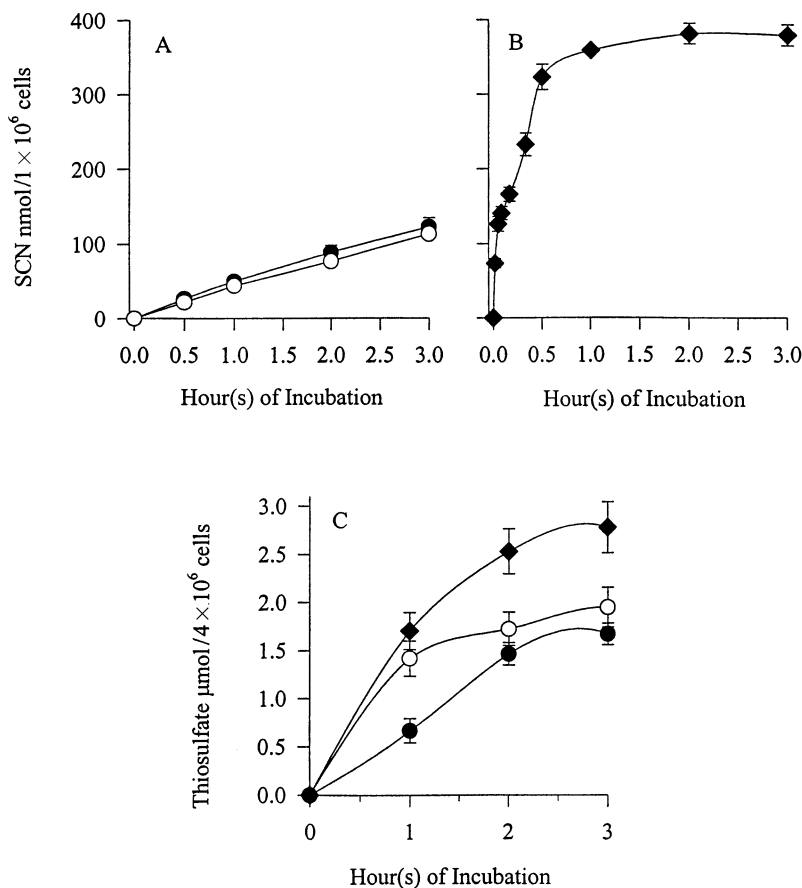 A
B
SCN nmol/1 × 10⁶ cells
400
300
200
100
0
0.0 0.5 1.0 1.5 2.0 2.5 3.0
0.0 0.5 1.0 1.5 2.0 2.5 3.0
Hour(s) of Incubation
Hour(s) of Incubation
C
Thiosulfate µmol/4 × 10⁶ cells
3.0
2.5
2.0
1.5
1.0
0.5
0.0
0 1 2 3
Hour(s) of Incubation